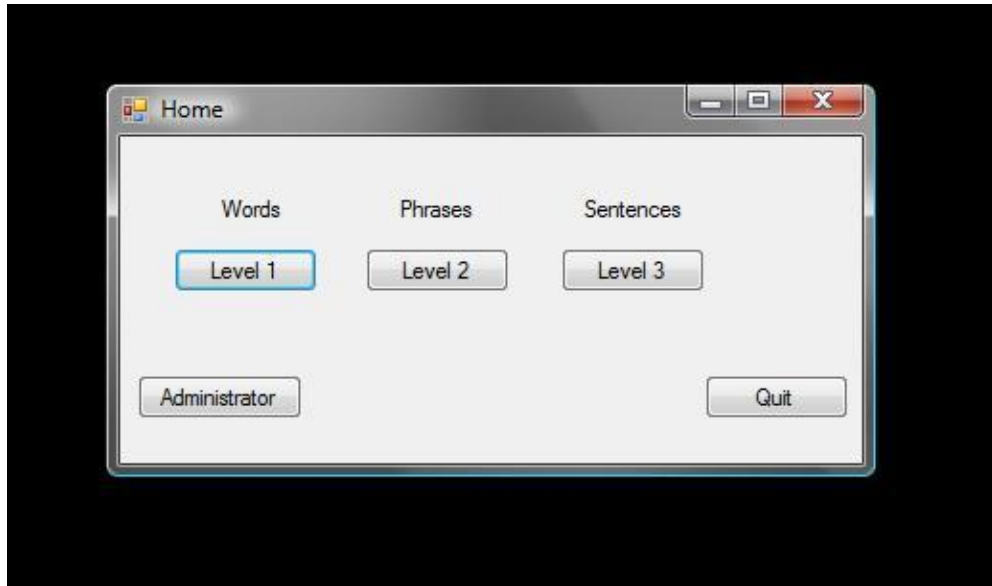 Home
Words Phrases Sentences
Level 1 Level 2 Level 3
Administrator Quit